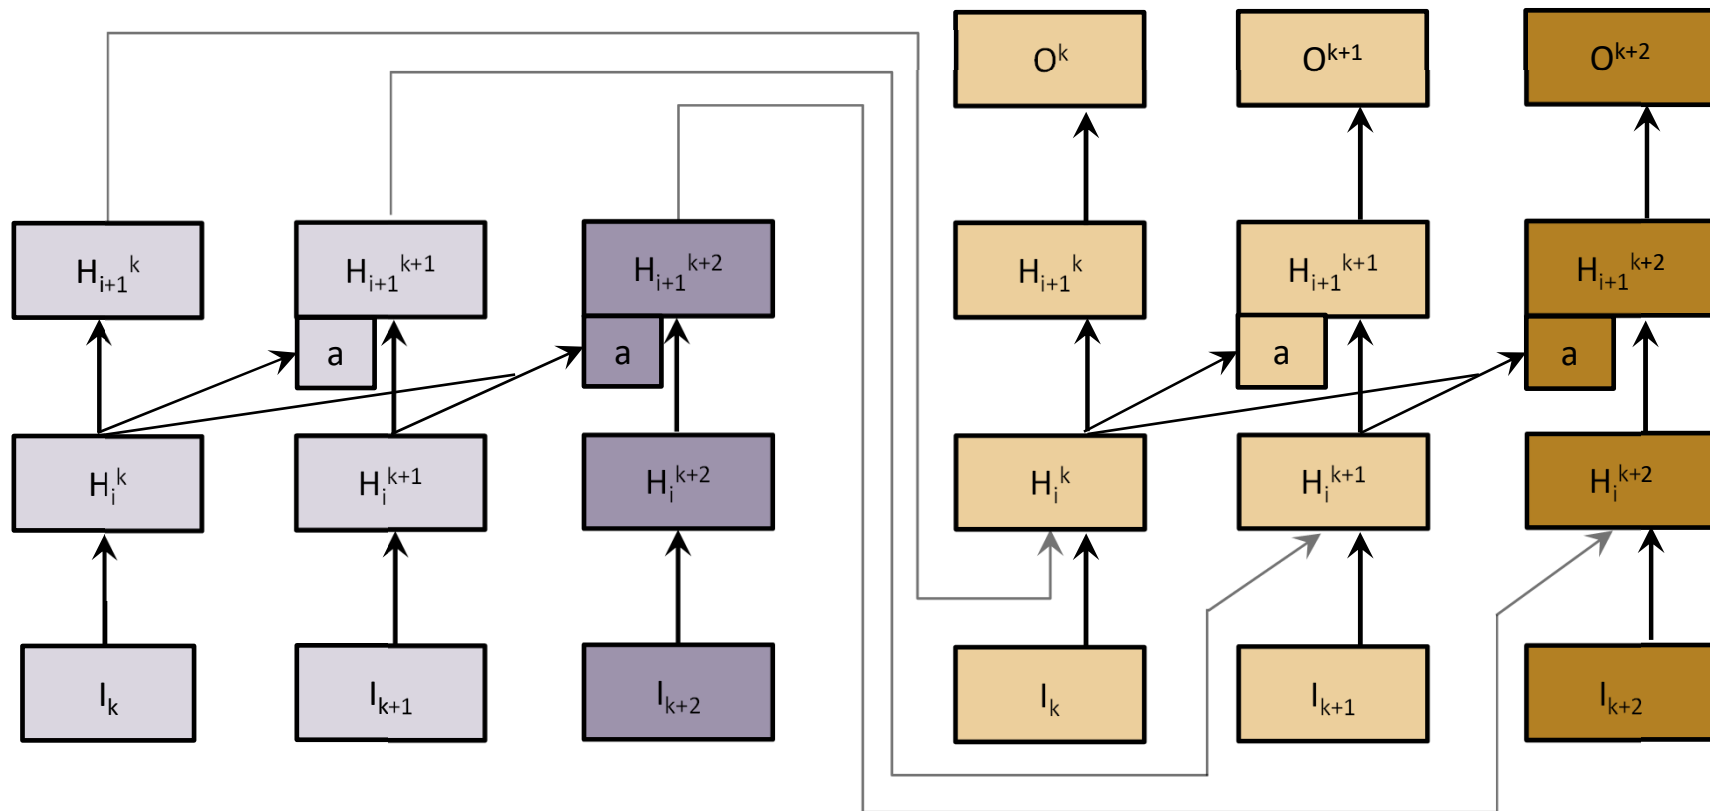 O^k O^k+1 O^k+2
H_i+1^k H_i+1^k+1 H_i+1^k+2 H_i+1^k H_i+1^k+1 H_i+1^k+2
a a a a
H_i^k H_i^k+1 H_i^k+2 H_i^k H_i^k+1 H_i^k+2
I_k I_k+1 I_k+2 I_k I_k+1 I_k+2